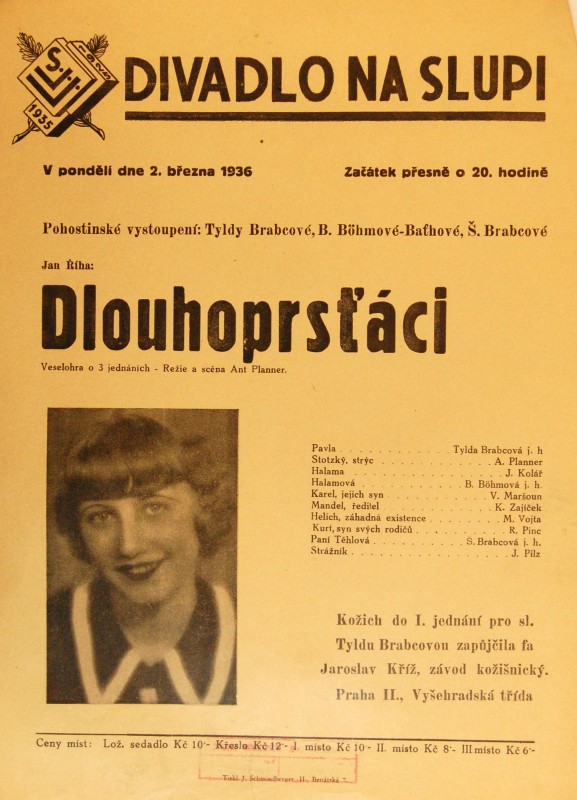 S.l.l.
1935
DIVADLO NA SLUPI
V pondělí dne 2. března 1936
Začátek přesně o 20. hodině
Pohostinské vystoupení: Tyldy Brabcové, B. Böhmové-Baťhové, Š. Brabcové
Jan Říha:
Dlouhoprsťáci
Veselohra o 3 jednáních - Režie a scéna Ant Planner.
Pavla . . . . . . . . . . . . Tylda Brabcová j. h
Stotzký, strýc . . . . . . . . . . . . A. Planner
Halama . . . . . . . . . . . . J. Kolář
Halamová . . . . . . . . . . . . B. Böhmová j. h.
Karel, jejich syn . . . . . . . . . . . . V. Maršoun
Mandel, ředitel . . . . . . . . . . . . K. Zajíček
Helich, záhadná existence . . . . . . . . . M. Vojta
Kurt, syn svých rodičů . . . . . . . . . . R. Pinc
Paní Těhlová . . . . . . . . . . . . S. Brabcová j. h.
Strážník . . . . . . . . . . . . J. Pilz
Kožich do I. jednání pro sl.
Tyldu Brabcovou zapůjčila fa
Jaroslav Kříž, závod kožišnický.
Praha II., Vyšehradská třída
Ceny míst: Lož. sedadlo Kč 10·- Křeslo Kč 12·- I. místo Kč 10·- II. místo Kč 8·- III místo Kč 6·-
Tiskl J. Schmoldberger, II., Benátská